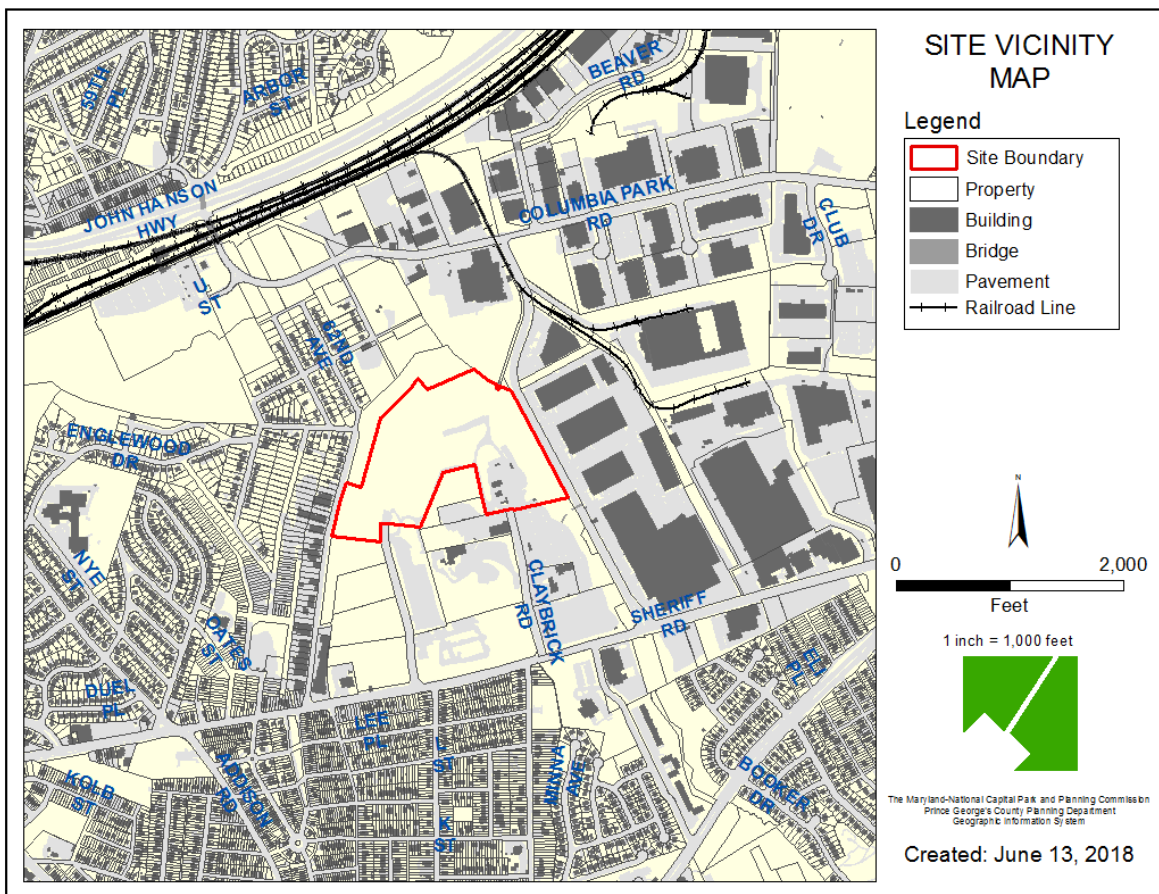 SITE VICINITY
MAP
Legend
Site Boundary
Property
Building
Bridge
Pavement
Railroad Line
59TH
PL
ARBOR
ST
BEAVER
RD
JOHN HANSON
HWY
COLUMBIA PARK
RD
CLUB
DR
U
ST
62ND
AVE
ENGLEWOOD
DR
NYE
ST
OATES
ST
CLAYBRICK
RD
SHERIFF
RD
DUEL
PL
LEE
PL
L
ST
ELI
PL
KOLB
ST
ADDISON
RD
K
ST
MINNA
AVE
BOOKER
DR
N
0
2,000
Feet
1 inch = 1,000 feet
The Maryland-National Capital Park and Planning Commission
Prince George's County Planning Department
Geographic Information System
Created: June 13, 2018